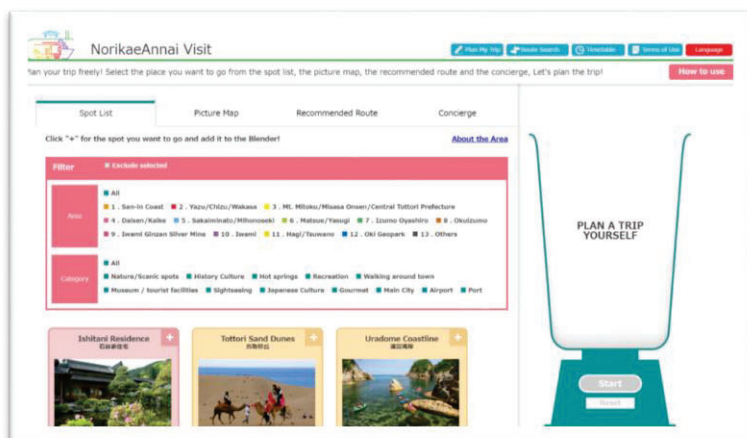 NorikaeAnnai Visit
Plan My Trip
Route Search
Timetable
Terms of Use
Language
Plan your trip freely! Select the place you want to go from the spot list, the picture map, the recommended route and the concierge, Let's plan the trip!
How to use
Spot List
Picture Map
Recommended Route
Concierge
Click "+" for the spot you want to go and add it to the Blender!
About the Area
Filter
Exclude selected
Area
All
1 . San-in Coast 2 . Yazu/Chizu/Wakasa 3 . Mt. Mitoku/Misasa Onsen/Central Tottori Prefecture
4 . Daisen/Kaike 5 . Sakaiminato/Mihonoseki 6 . Matsue/Yasugi 7 . Izumo Oyashiro 8 . Okuizumo
9 . Iwami Ginzan Silver Mine 10 . Iwami 11 . Hagi/Tsuwano 12 . Oki Geopark 13 . Others
Category
All
Nature/Scenic spots History Culture Hot springs Recreation Walking around town
Museum / tourist facilities Sightseeing Japanese Culture Gourmet Main City Airport Port
Ishitani Residence
石谷家住宅
+
Tottori Sand Dunes
鳥取砂丘
+
Uradome Coastline
浦富海岸
+
PLAN A TRIP
YOURSELF
Start
Reset